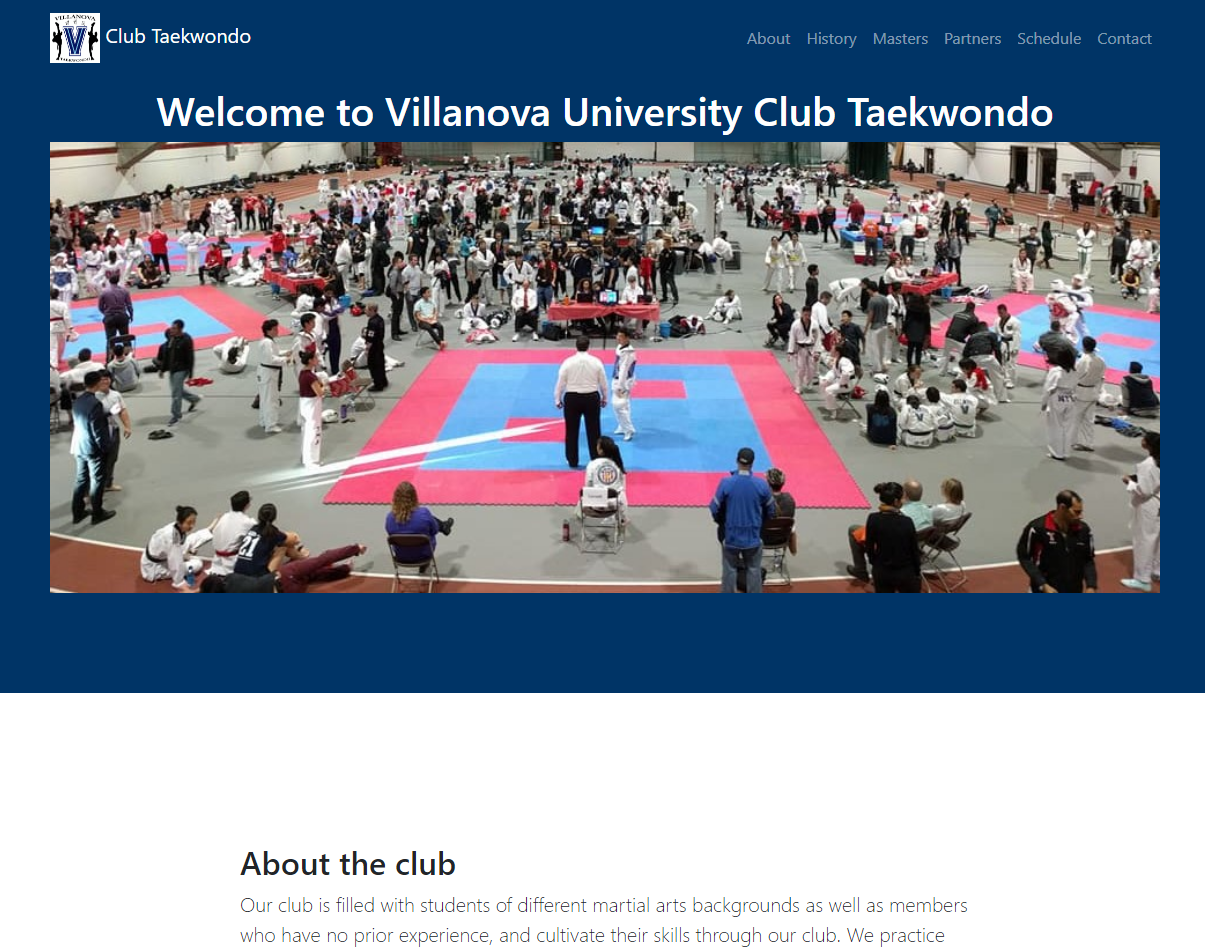 VILLANOVA
V
TAEKWONDO
Club Taekwondo
About History Masters Partners Schedule Contact
Welcome to Villanova University Club Taekwondo
21
About the club
Our club is filled with students of different martial arts backgrounds as well as members
who have no prior experience, and cultivate their skills through our club. We practice